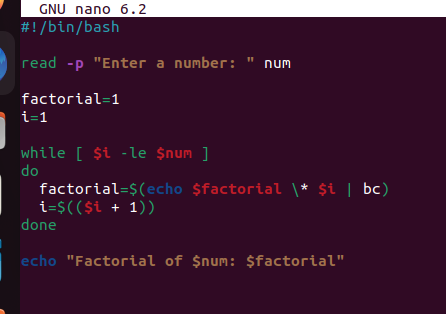 GNU nano 6.2
#!/bin/bash
read -p "Enter a number: " num
factorial=1
i=1
while [ $i -le $num ]
do
  factorial=$(echo $factorial \* $i | bc)
  i=$(($i + 1))
done
echo "Factorial of $num: $factorial"